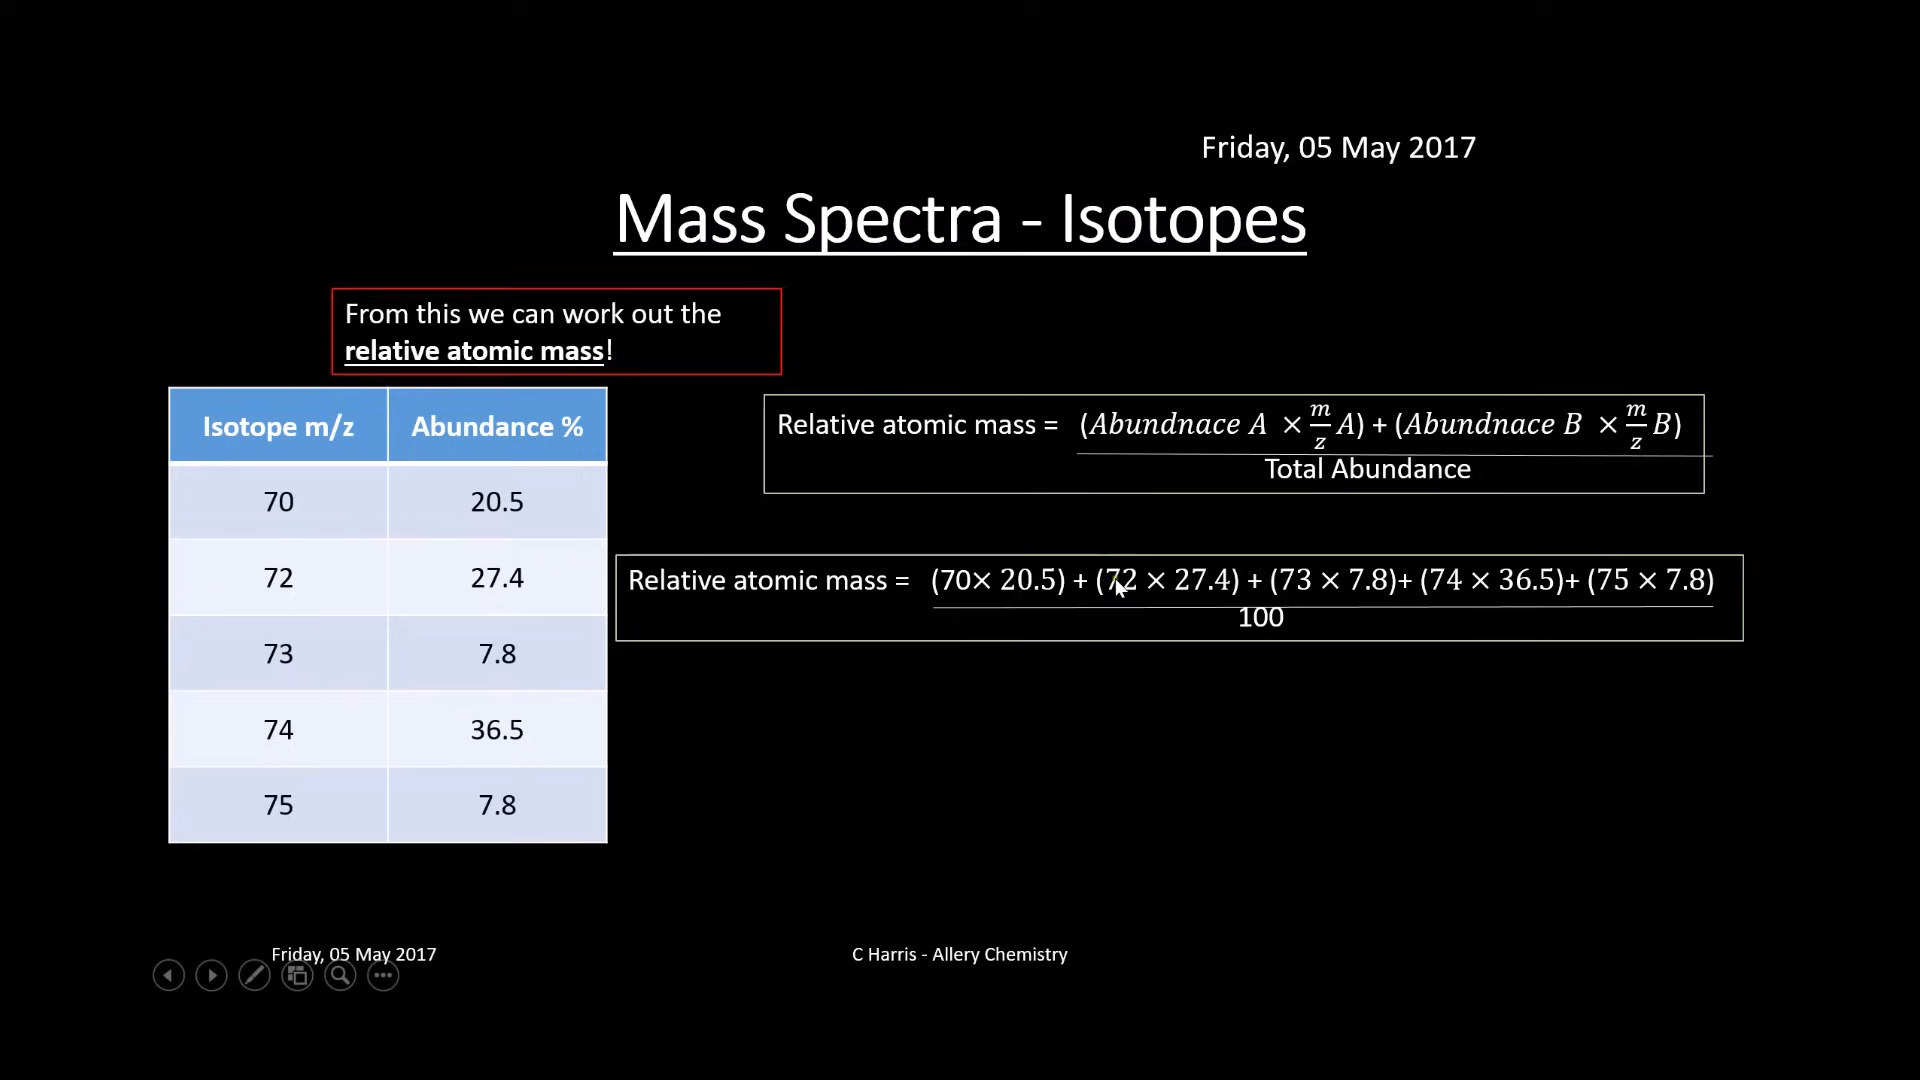 Friday, 05 May 2017
Mass Spectra - Isotopes
From this we can work out the
relative atomic mass!
Isotope m/z Abundance %
70 20.5
72 27.4
73 7.8
74 36.5
75 7.8
Relative atomic mass = (Abundnace A × m/z A) + (Abundnace B × m/z B)
Total Abundance
Relative atomic mass = (70× 20.5) + (72 × 27.4) + (73 × 7.8)+ (74 × 36.5)+ (75 × 7.8)
100
Friday, 05 May 2017
C Harris - Allery Chemistry